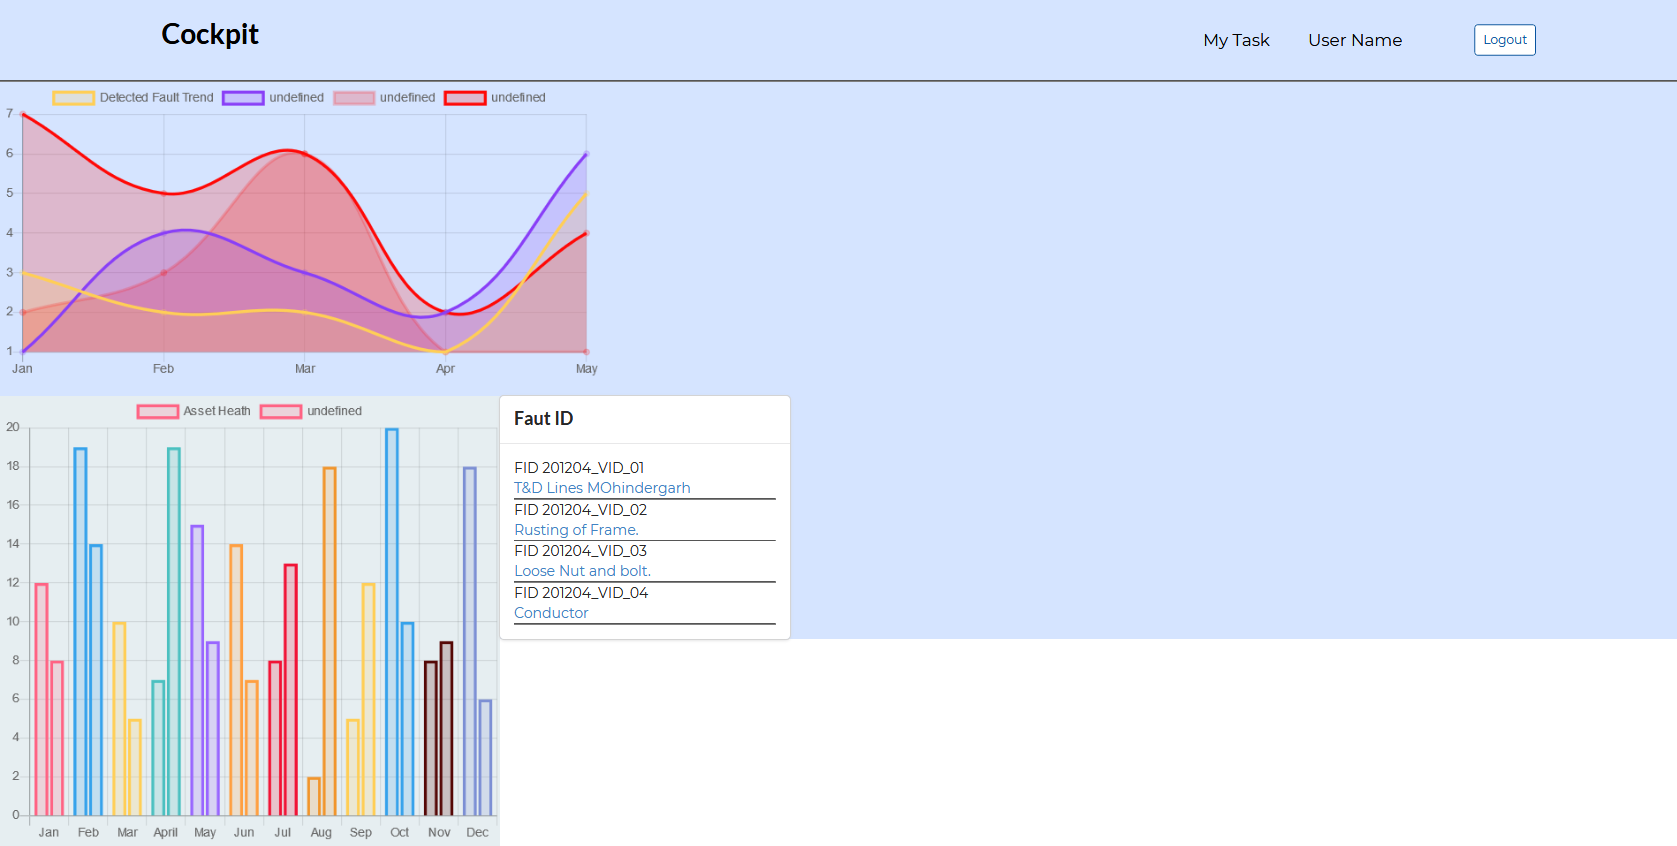 Cockpit
My Task User Name Logout
Detected Fault Trend undefined undefined undefined
7
6
5
4
3
2
1
Jan Feb Mar Apr May
Asset Heath undefined
20
18
16
14
12
10
8
6
4
2
0
Jan Feb Mar April May Jun Jul Aug Sep Oct Nov Dec
Faut ID
FID 201204_VID_01
T&D Lines MOhindergarh
FID 201204_VID_02
Rusting of Frame.
FID 201204_VID_03
Loose Nut and bolt.
FID 201204_VID_04
Conductor